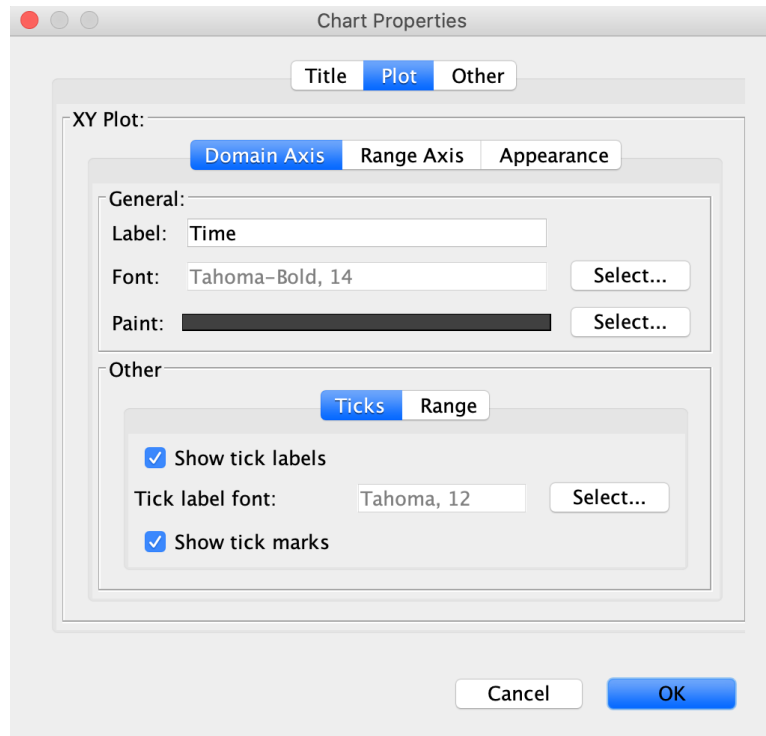 Chart Properties
Title Plot Other
XY Plot:
Domain Axis Range Axis Appearance
General:
Label: Time
Font: Tahoma-Bold, 14 Select...
Paint: Select...
Other
Ticks Range
Show tick labels
Tick label font: Tahoma, 12 Select...
Show tick marks
Cancel OK